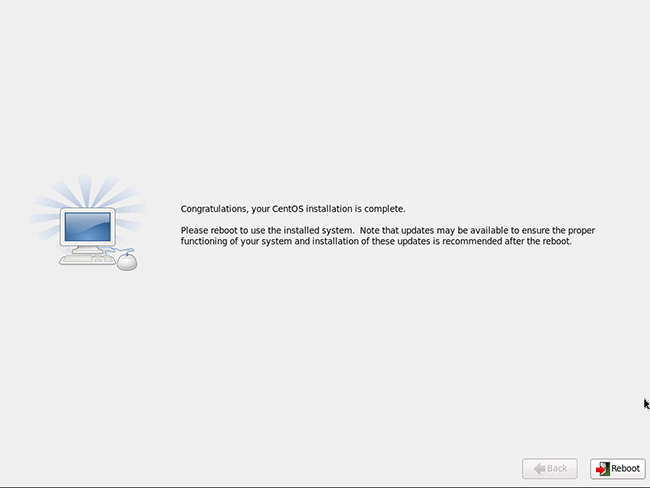 Congratulations, your CentOS installation is complete.
Please reboot to use the installed system.  Note that updates may be available to ensure the proper
functioning of your system and installation of these updates is recommended after the reboot.
Back
Reboot